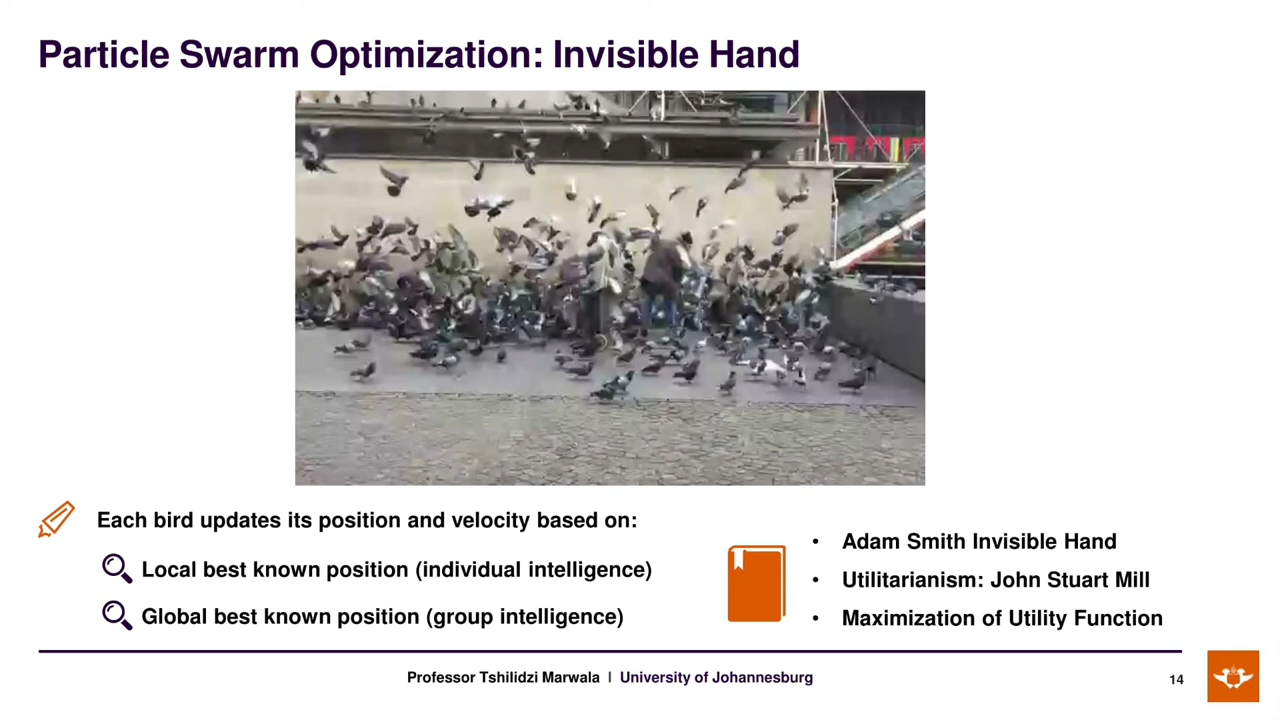 Particle Swarm Optimization: Invisible Hand
Each bird updates its position and velocity based on:
Local best known position (individual intelligence)
Global best known position (group intelligence)
• Adam Smith Invisible Hand
• Utilitarianism: John Stuart Mill
• Maximization of Utility Function
Professor Tshilidzi Marwala | University of Johannesburg
14